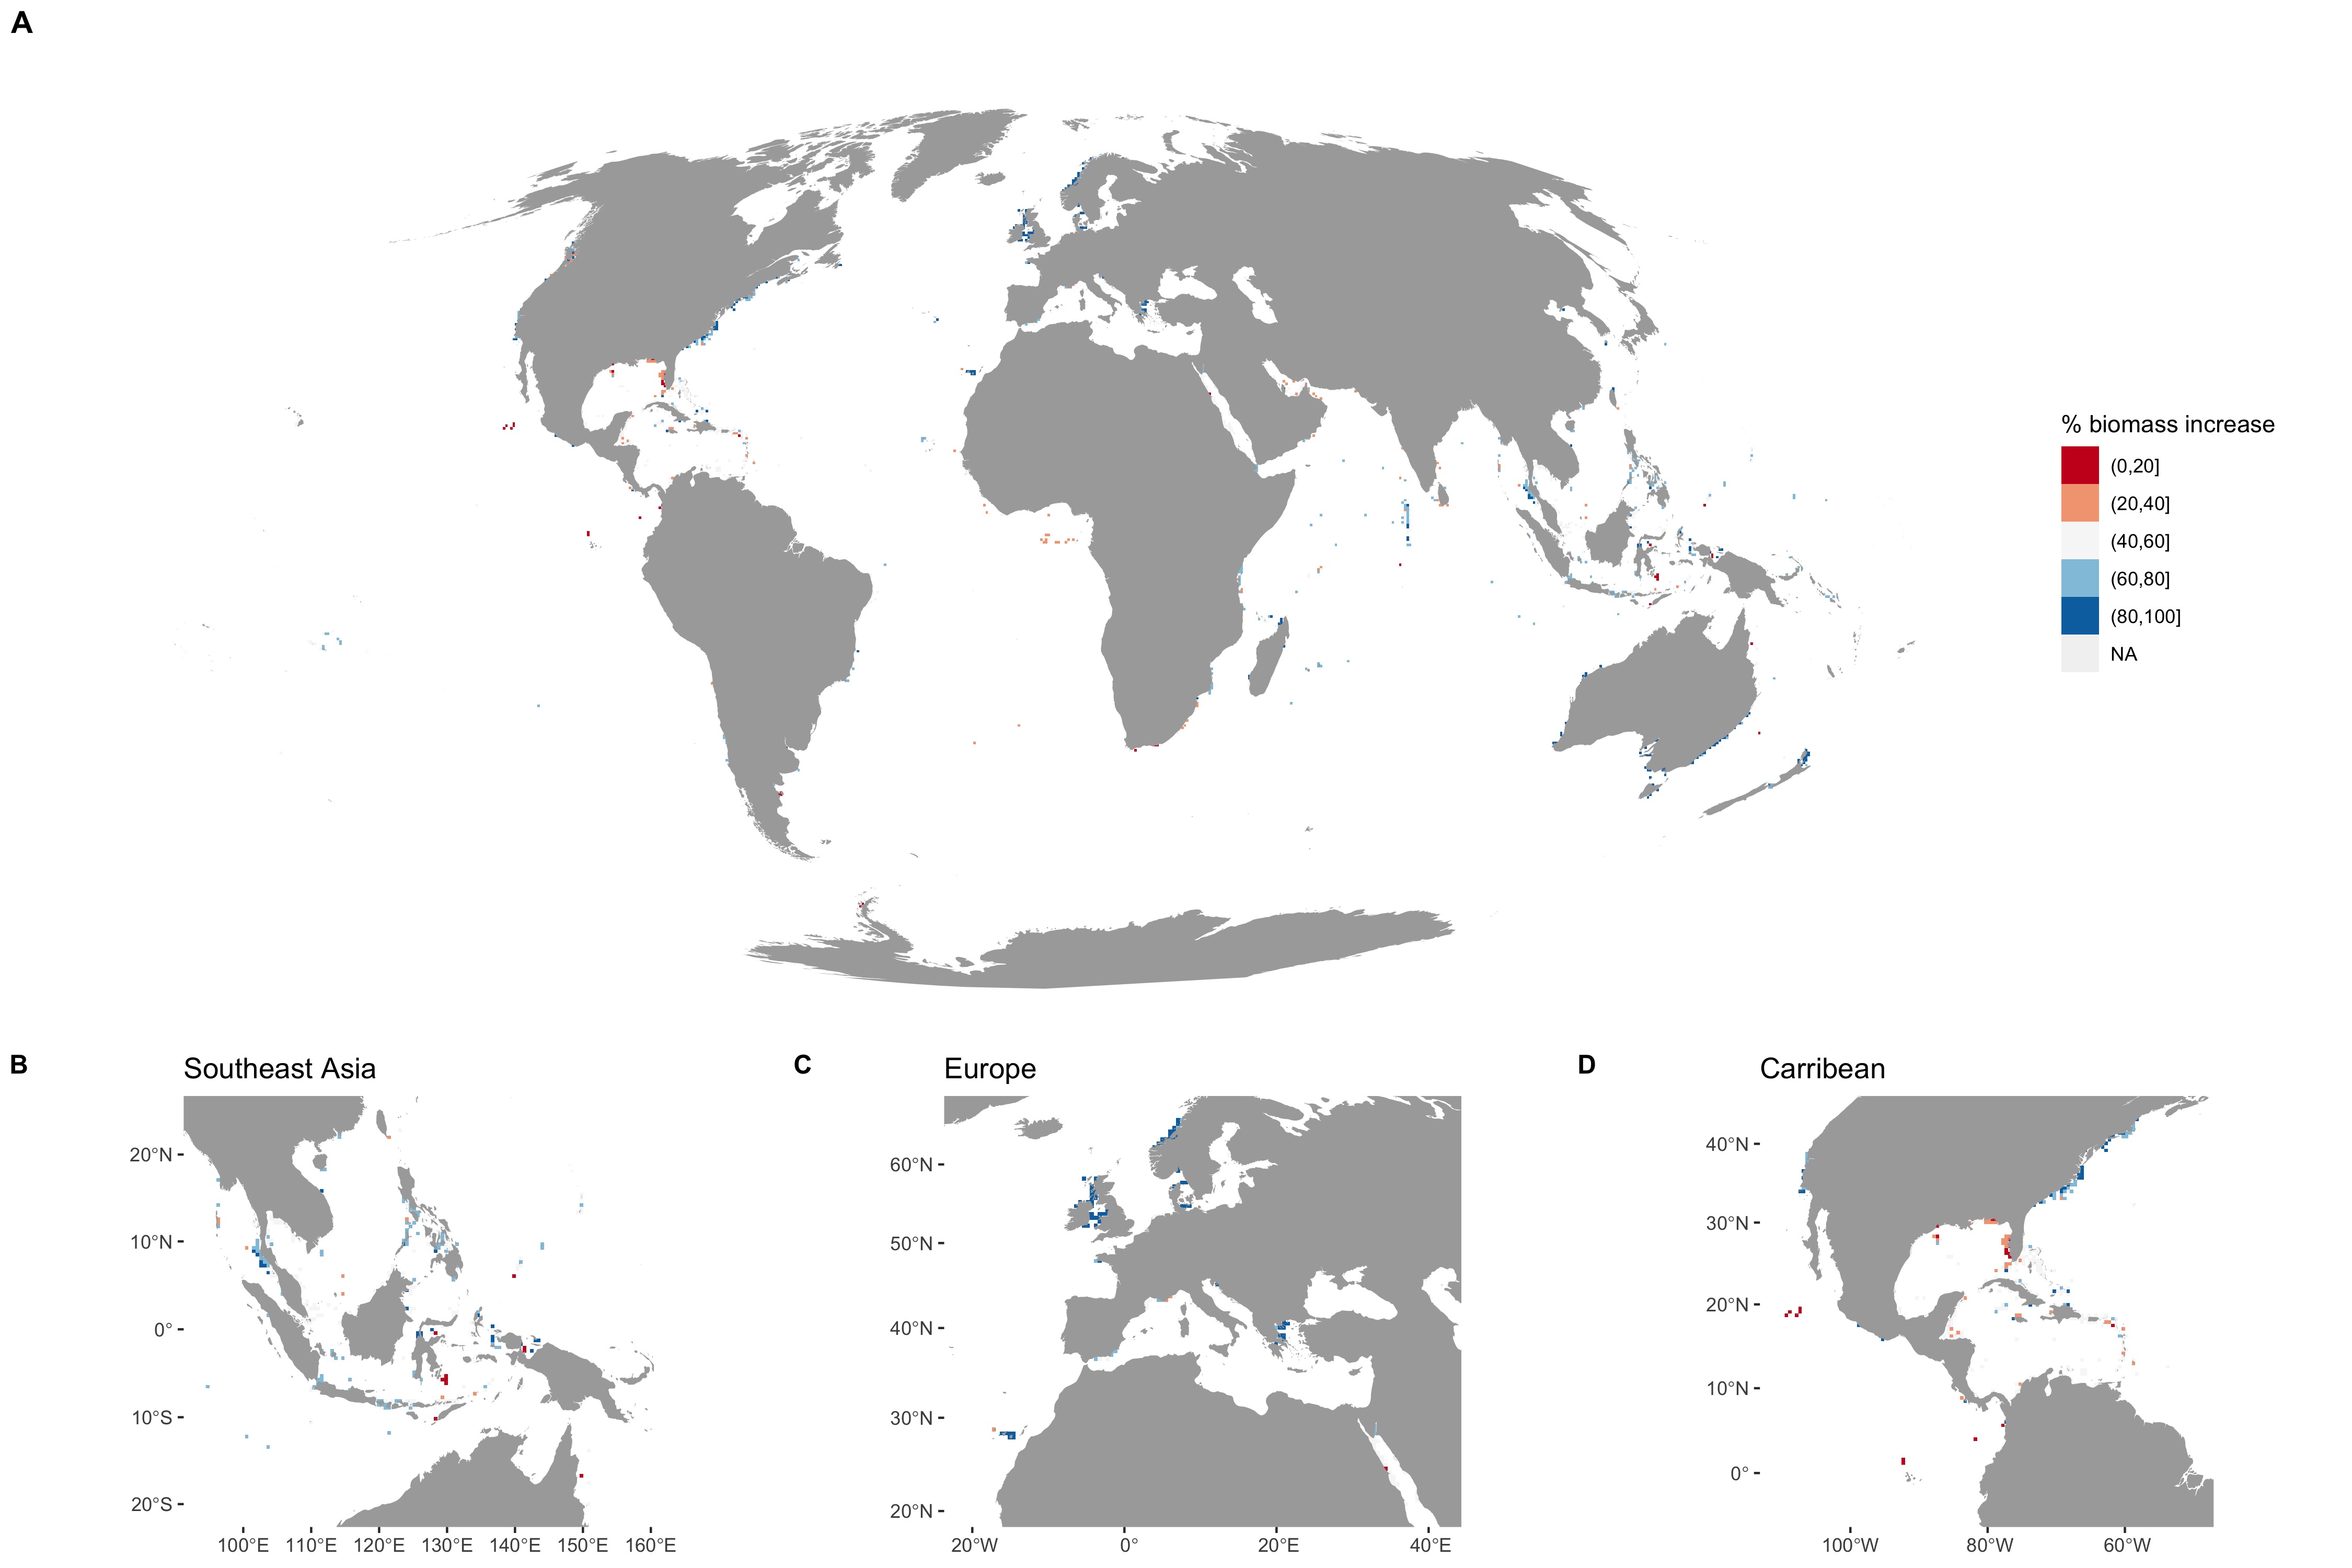 A
% biomass increase
(0,20]
(20,40]
(40,60]
(60,80]
(80,100]
NA
B
Southeast Asia
20°N
10°N
0°
10°S
20°S
100°E 110°E 120°E 130°E 140°E 150°E 160°E
C
Europe
60°N
50°N
40°N
30°N
20°N
20°W 0° 20°E 40°E
D
Carribean
40°N
30°N
20°N
10°N
0°
100°W 80°W 60°W